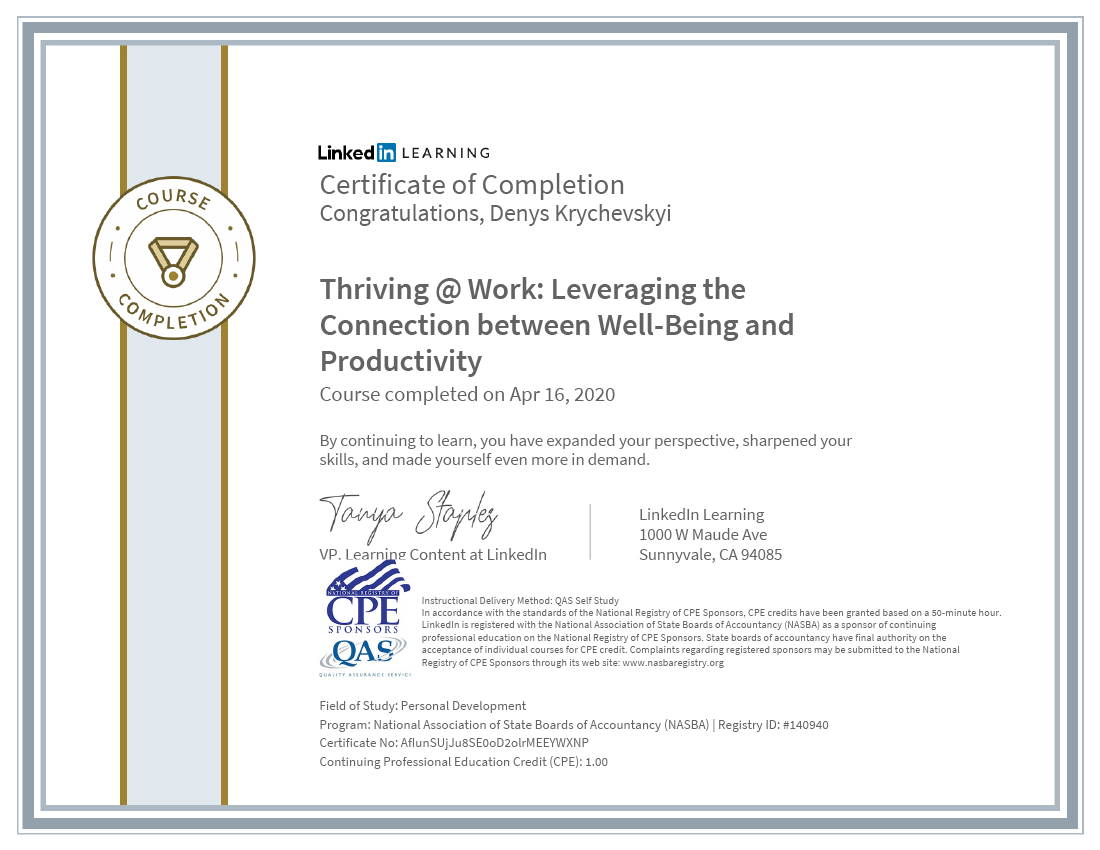 LinkedIn LEARNING
Certificate of Completion
Congratulations, Denys Krychevskyi
COURSE
COMPLETION
Thriving @ Work: Leveraging the
Connection between Well-Being and
Productivity
Course completed on Apr 16, 2020
By continuing to learn, you have expanded your perspective, sharpened your
skills, and made yourself even more in demand.
Tanya Staples
VP, Learning Content at LinkedIn
LinkedIn Learning
1000 W Maude Ave
Sunnyvale, CA 94085
NATIONAL REGISTRY OF
CPE
SPONSORS
QAS
QUALITY ASSURANCE SERVICE
Instructional Delivery Method: QAS Self Study
In accordance with the standards of the National Registry of CPE Sponsors, CPE credits have been granted based on a 50-minute hour.
LinkedIn is registered with the National Association of State Boards of Accountancy (NASBA) as a sponsor of continuing
professional education on the National Registry of CPE Sponsors. State boards of accountancy have final authority on the
acceptance of individual courses for CPE credit. Complaints regarding registered sponsors may be submitted to the National
Registry of CPE Sponsors through its web site: www.nasbaregistry.org
Field of Study: Personal Development
Program: National Association of State Boards of Accountancy (NASBA) | Registry ID: #140940
Certificate No: AfIunSUjJu8SE0oD2olrMEEYWXNP
Continuing Professional Education Credit (CPE): 1.00